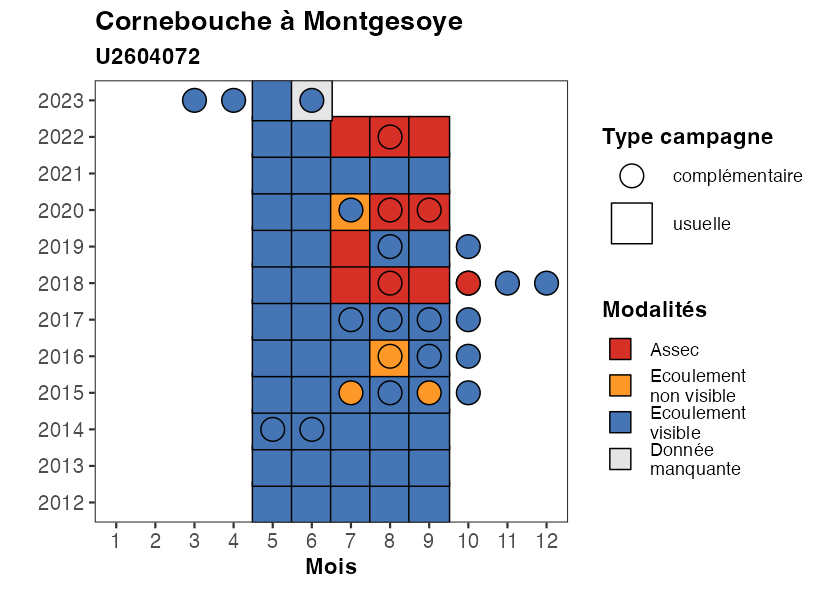 Cornebouche à Montgesoye
U2604072
2023
2022
2021
2020
2019
2018
2017
2016
2015
2014
2013
2012
1 2 3 4 5 6 7 8 9 10 11 12
Mois
Type campagne
complémentaire
usuelle
Modalités
Assec
Ecoulement
non visible
Ecoulement
visible
Donnée
manquante